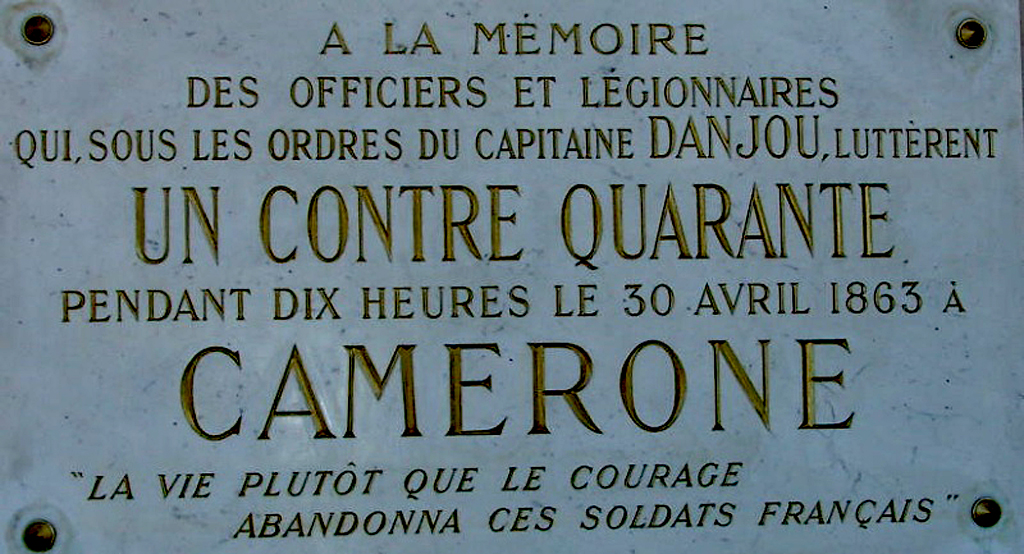 A LA MÉMOIRE
DES OFFICIERS ET LÉGIONNAIRES
QUI, SOUS LES ORDRES DU CAPITAINE DANJOU, LUTTÈRENT
UN CONTRE QUARANTE
PENDANT DIX HEURES LE 30 AVRIL 1863 À
CAMERONE
"LA VIE PLUTÔT QUE LE COURAGE
ABANDONNA CES SOLDATS FRANÇAIS"